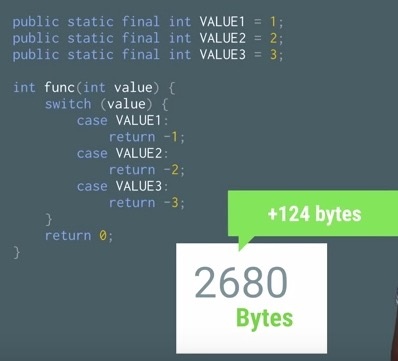 public static final int VALUE1 = 1;
public static final int VALUE2 = 2;
public static final int VALUE3 = 3;
int func(int value) {
    switch (value) {
        case VALUE1:
            return -1;
        case VALUE2:
            return -2;
        case VALUE3:
            return -3;
    }
    return 0;
}
+124 bytes
2680
Bytes